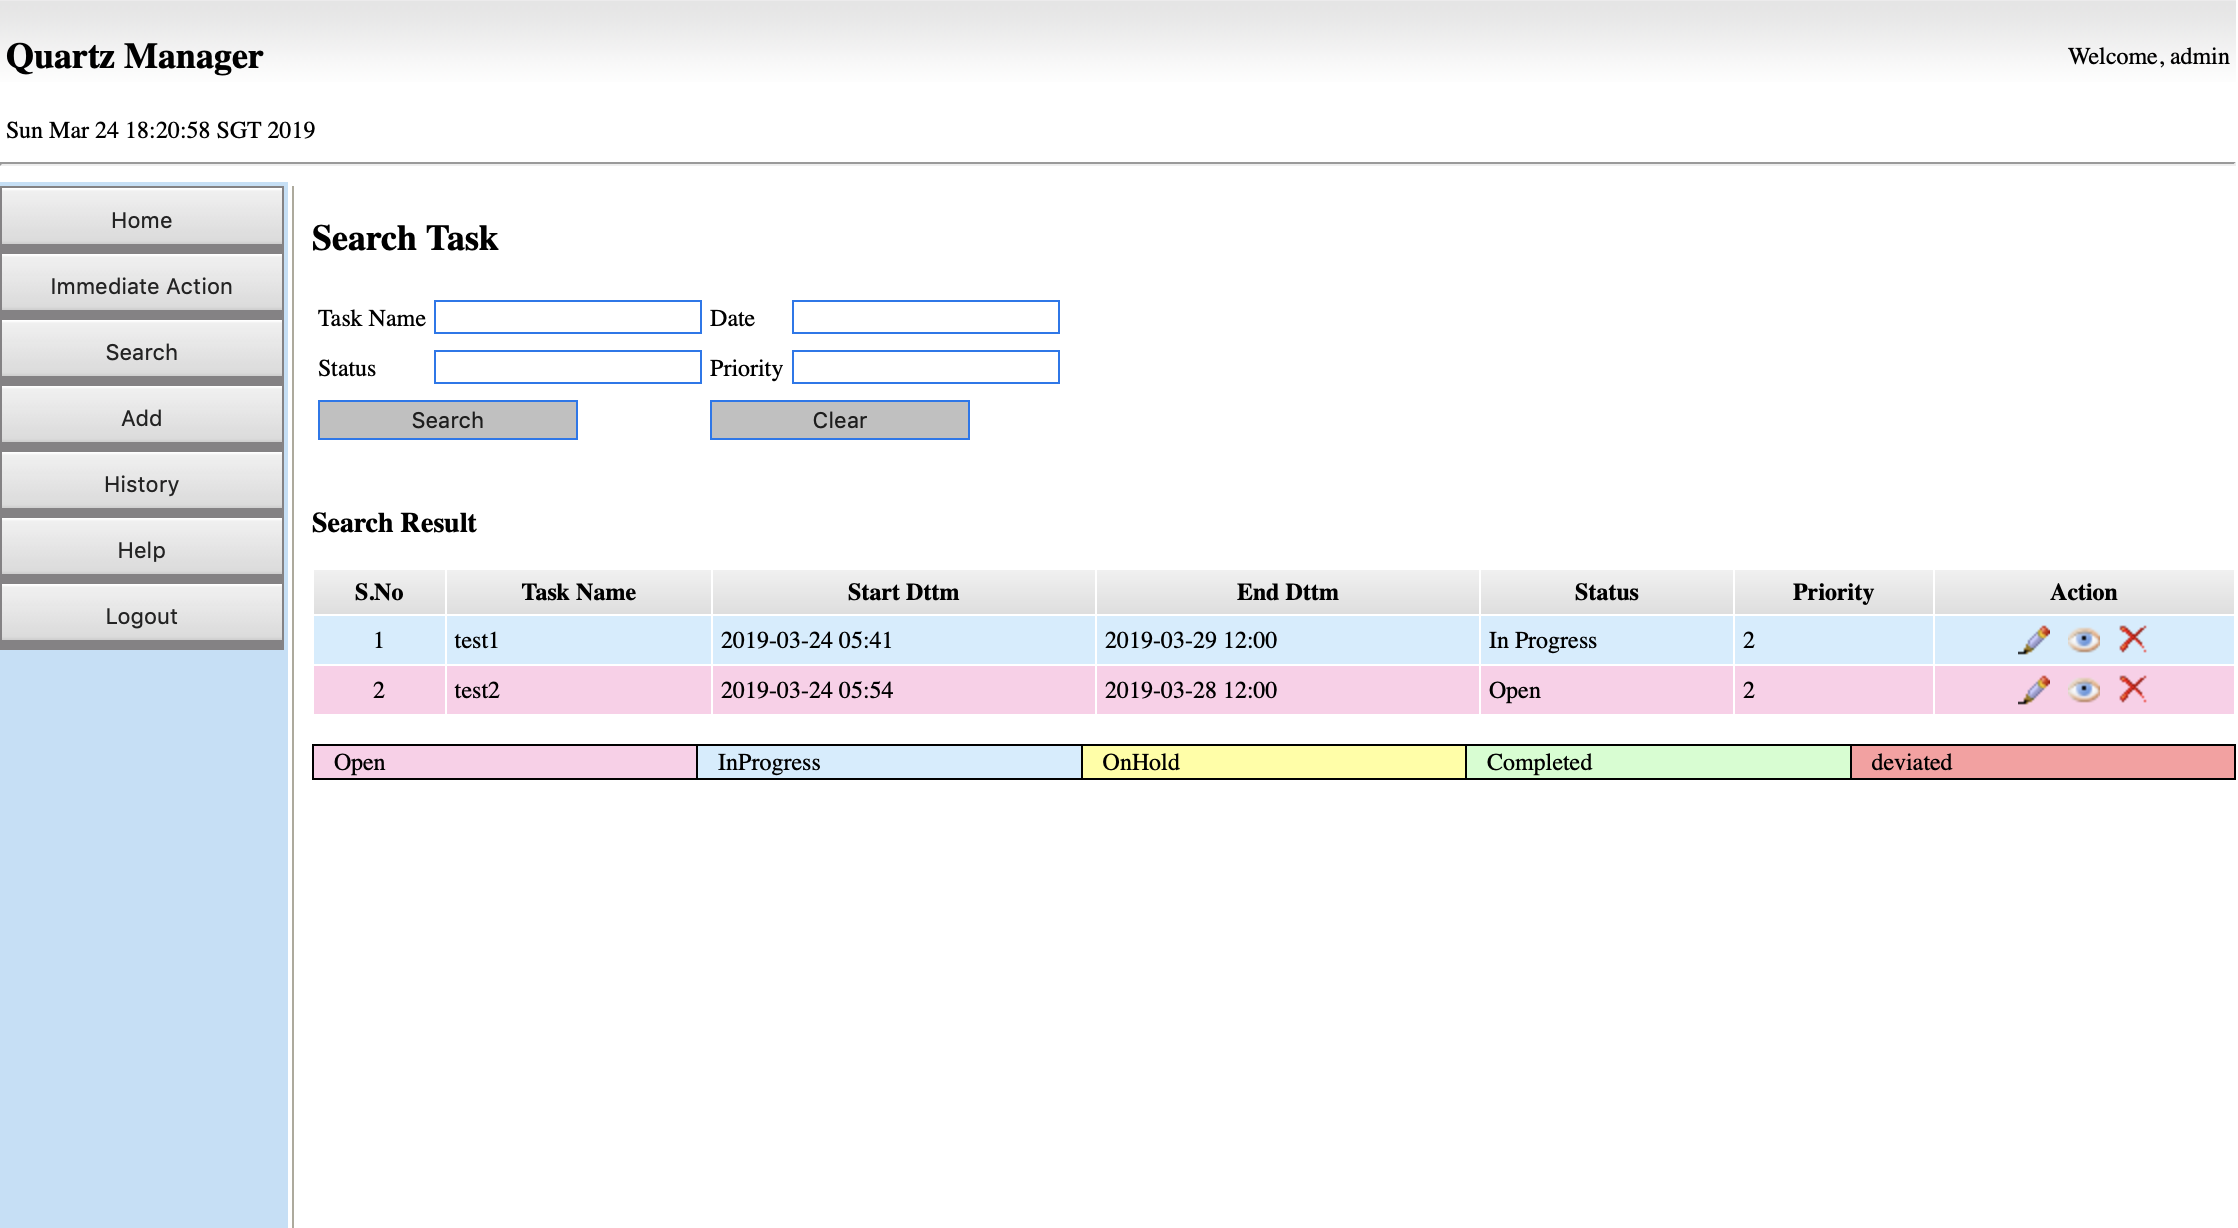 Quartz Manager
Welcome, admin
Sun Mar 24 18:20:58 SGT 2019
Home
Immediate Action
Search
Add
History
Help
Logout
Search Task
Task Name Date
Status Priority
Search Clear
Search Result
S.No Task Name Start Dttm End Dttm Status Priority Action
1 test1 2019-03-24 05:41 2019-03-29 12:00 In Progress 2
2 test2 2019-03-24 05:54 2019-03-28 12:00 Open 2
Open InProgress OnHold Completed deviated